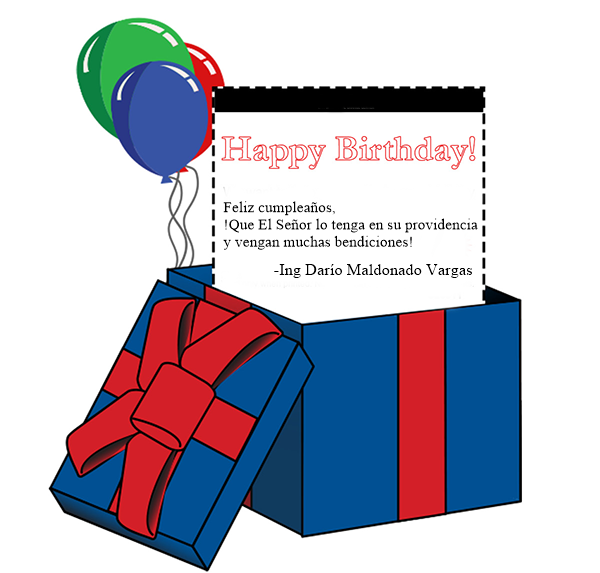 Happy Birthday!
Feliz cumpleaños,
!Que El Señor lo tenga en su providencia
y vengan muchas bendiciones!
-Ing Darío Maldonado Vargas